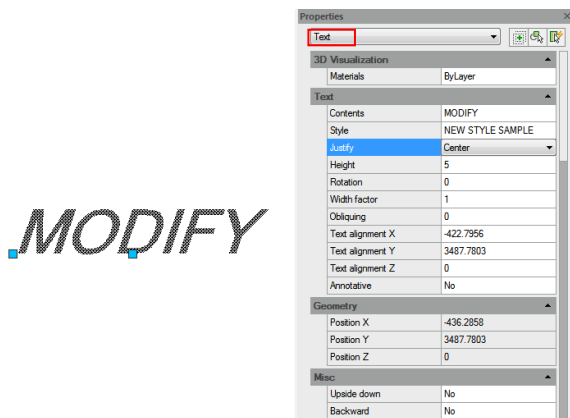 MODIFY
Properties
Text
3D Visualization
Materials ByLayer
Text
Contents MODIFY
Style NEW STYLE SAMPLE
Justify Center
Height 5
Rotation 0
Width factor 1
Obliquing 0
Text alignment X -422.7956
Text alignment Y 3487.7803
Text alignment Z 0
Annotative No
Geometry
Position X -436.2858
Position Y 3487.7803
Position Z 0
Misc
Upside down No
Backward No